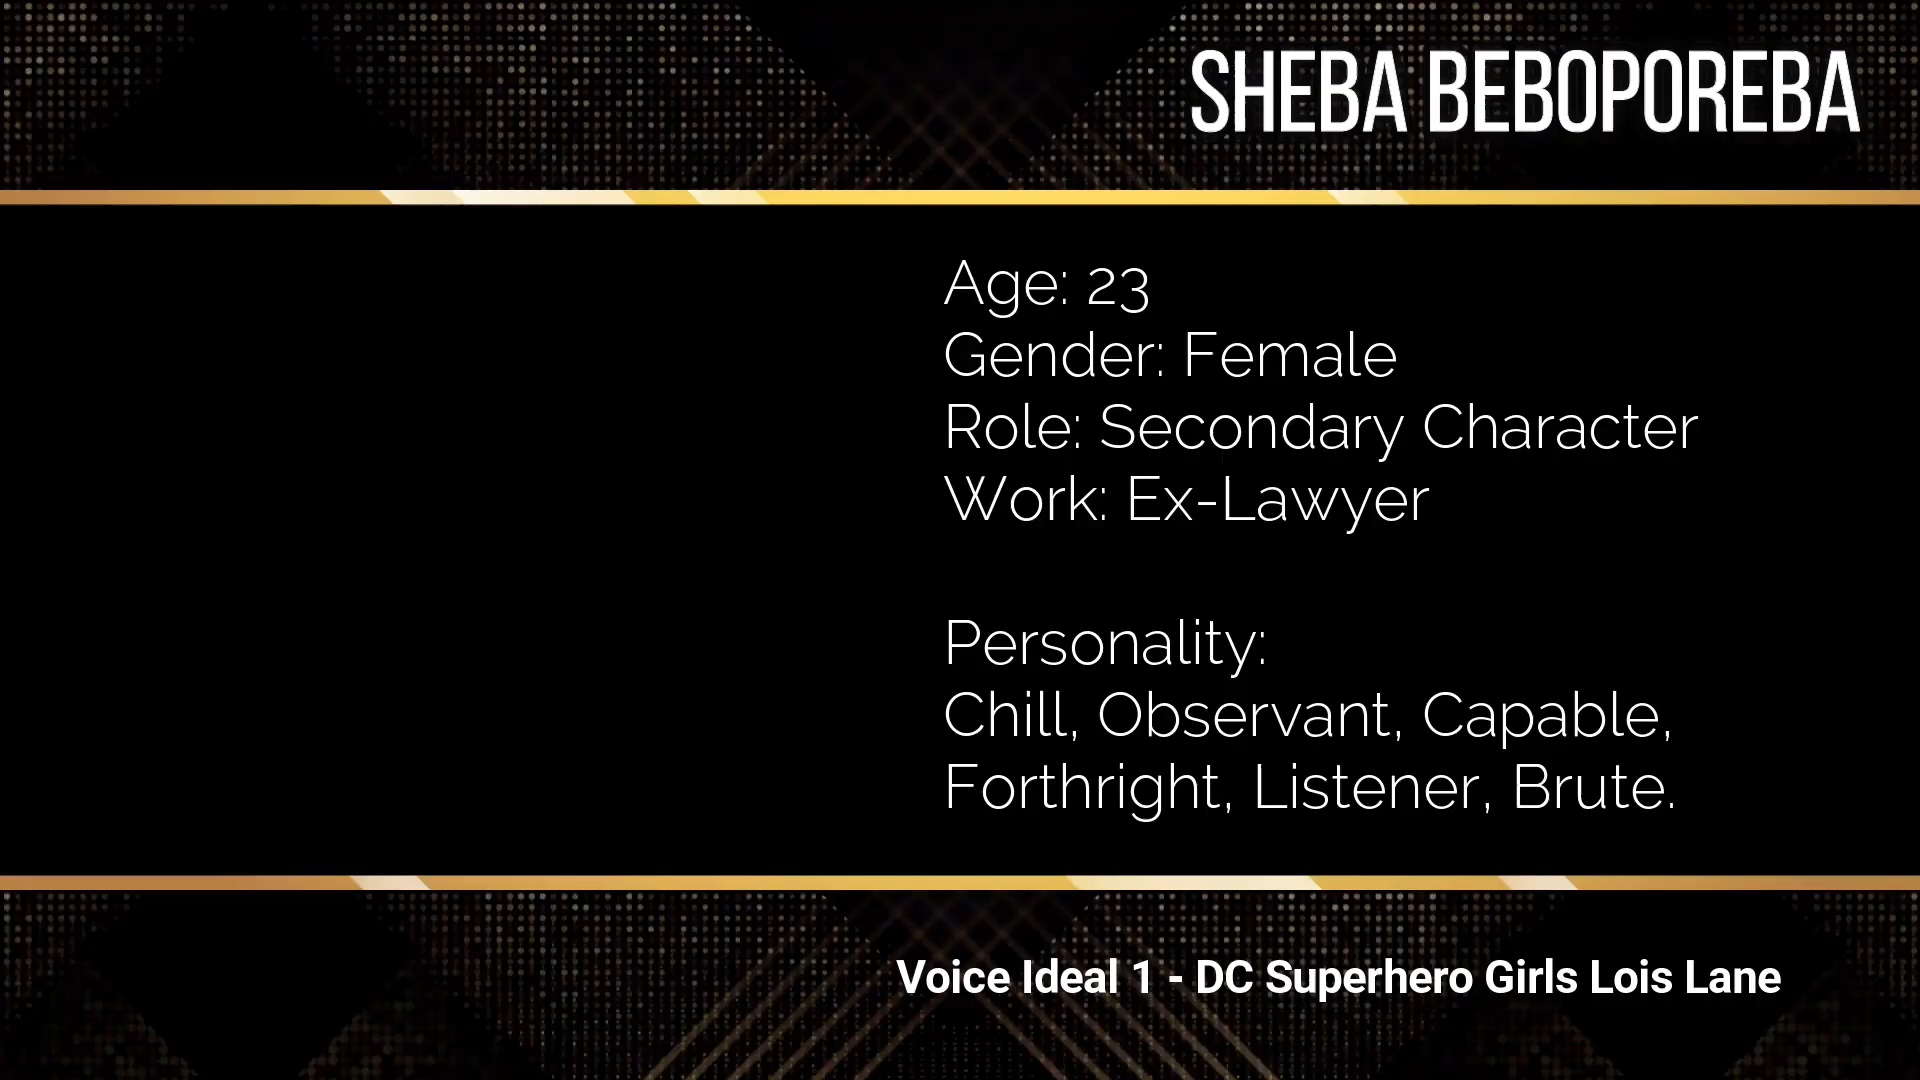 SHEBA BEBOPOREBA
Age: 23
Gender: Female
Role: Secondary Character
Work: Ex-Lawyer
Personality:
Chill, Observant, Capable,
Forthright, Listener, Brute.
Voice Ideal 1 - DC Superhero Girls Lois Lane